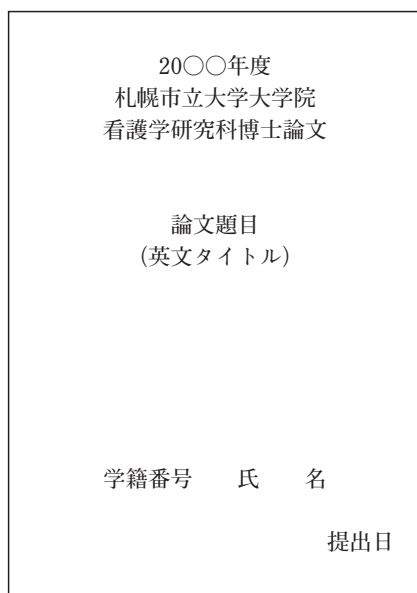 20○○年度
札幌市立大学大学院
看護学研究科博士論文
論文題目
(英文タイトル)
学籍番号　氏　名
提出日